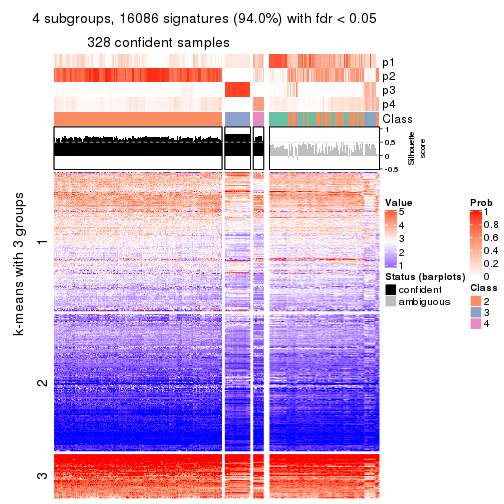 4 subgroups, 16086 signatures (94.0%) with fdr < 0.05
328 confident samples
p1
p2
p3
p4
Class
1
0.5
0
-0.5
Silhouette
score
k-means with 3 groups
1
2
3
Value
5
4
3
2
1
Status (barplots)
confident
ambiguous
Prob
1
0.8
0.6
0.4
0.2
0
Class
2
3
4